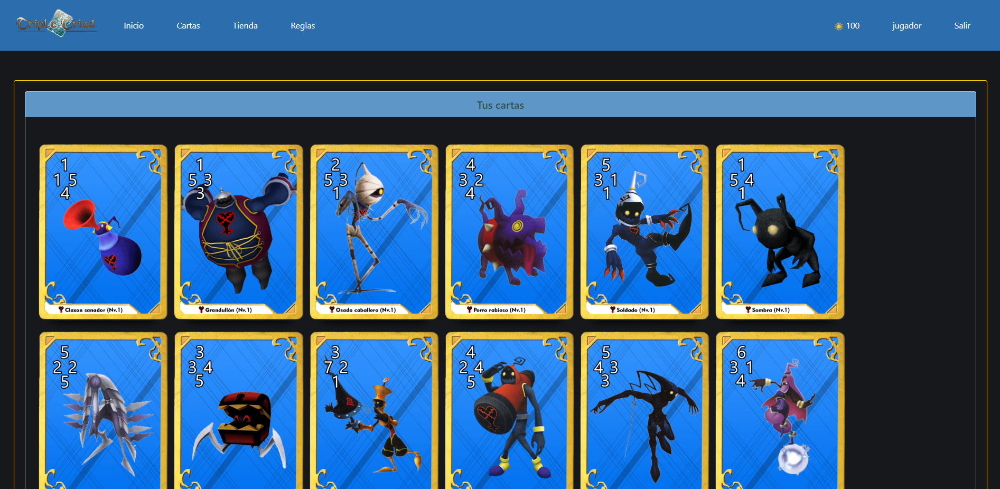 Triple Triad
Inicio
Cartas
Tienda
Reglas
100
jugador
Salir
Tus cartas
1
1 5
4
Claxon sanador (Nv.1)
1
5 3
3
Grandullón (Nv.1)
2
5 3
1
Osado caballero (Nv.1)
4
3 2
4
Perro rabioso (Nv.1)
5
3 1
1
Soldado (Nv.1)
1
5 4
1
Sombra (Nv.1)
5
2 2
5
3
3 4
5
3
7 2
1
4
2 4
5
5
4 3
3
6
3 1
4